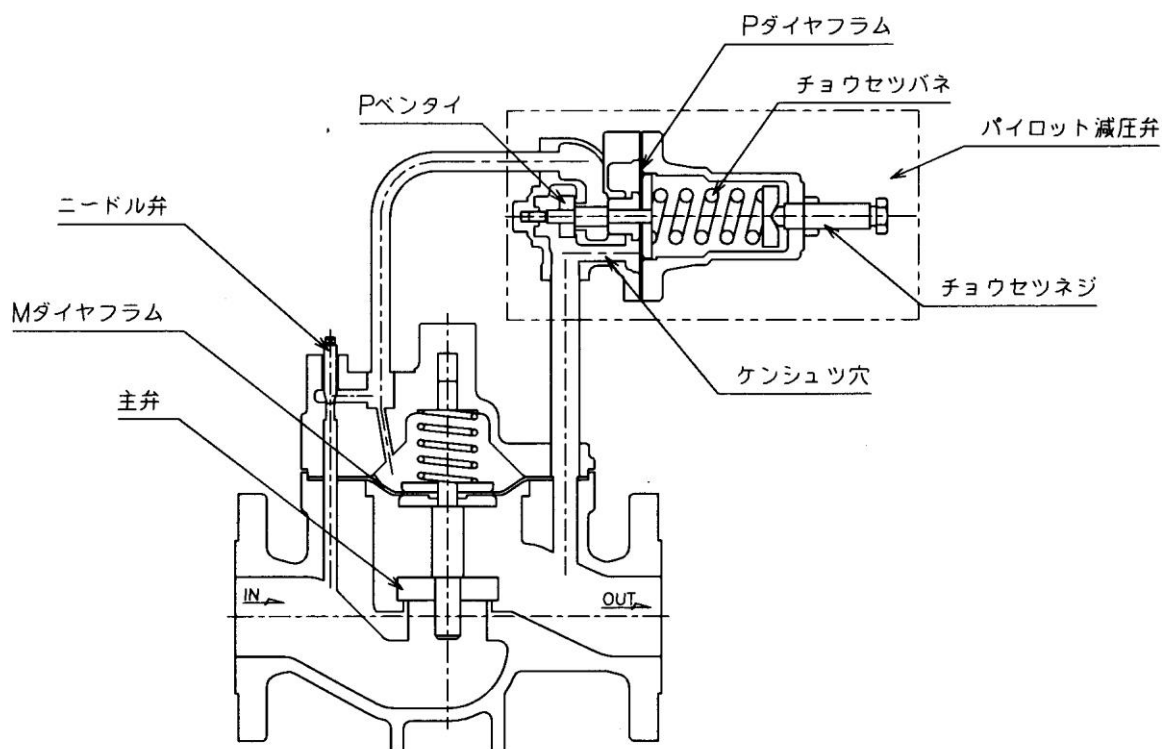 Pダイヤフラム
チョウセツバネ
Pベンタイ
パイロット減圧弁
ニードル弁
チョウセツネジ
Mダイヤフラム
ケンシュツ穴
主弁
IN
OUT